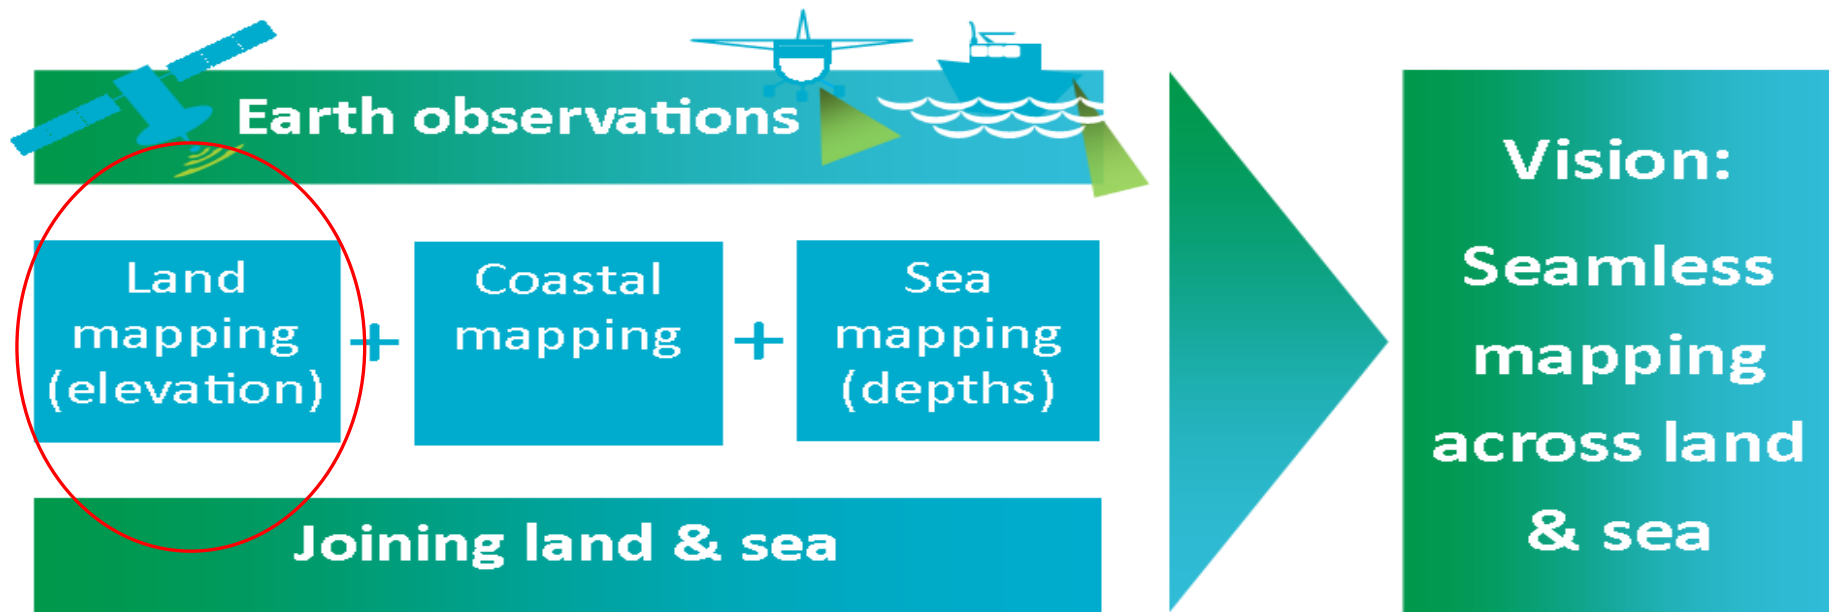 Earth observations
Land
mapping
(elevation)
+
Coastal
mapping
+
Sea
mapping
(depths)
Joining land & sea
Vision:
Seamless
mapping
across land
& sea